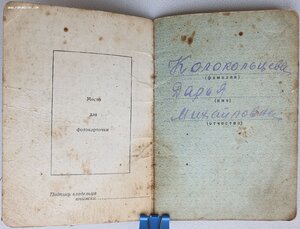 Место
для
фотокарточки
Подпись владельца
книжки
Колокольцева
(фамилия)
Дарья
(имя)
Михайловна
(отчество)